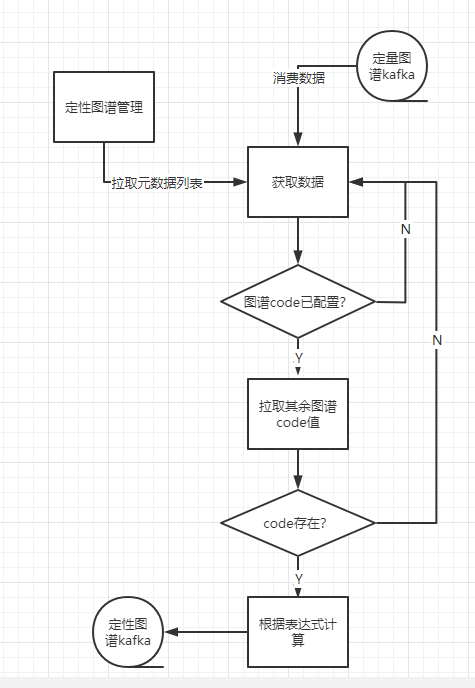 定量图
谱kafka
消费数据
定性图谱管理
拉取元数据列表
获取数据
N
图谱code已配置?
Y
N
拉取其余图谱
code值
code存在?
Y
根据表达式计
算
定性图
谱kafka